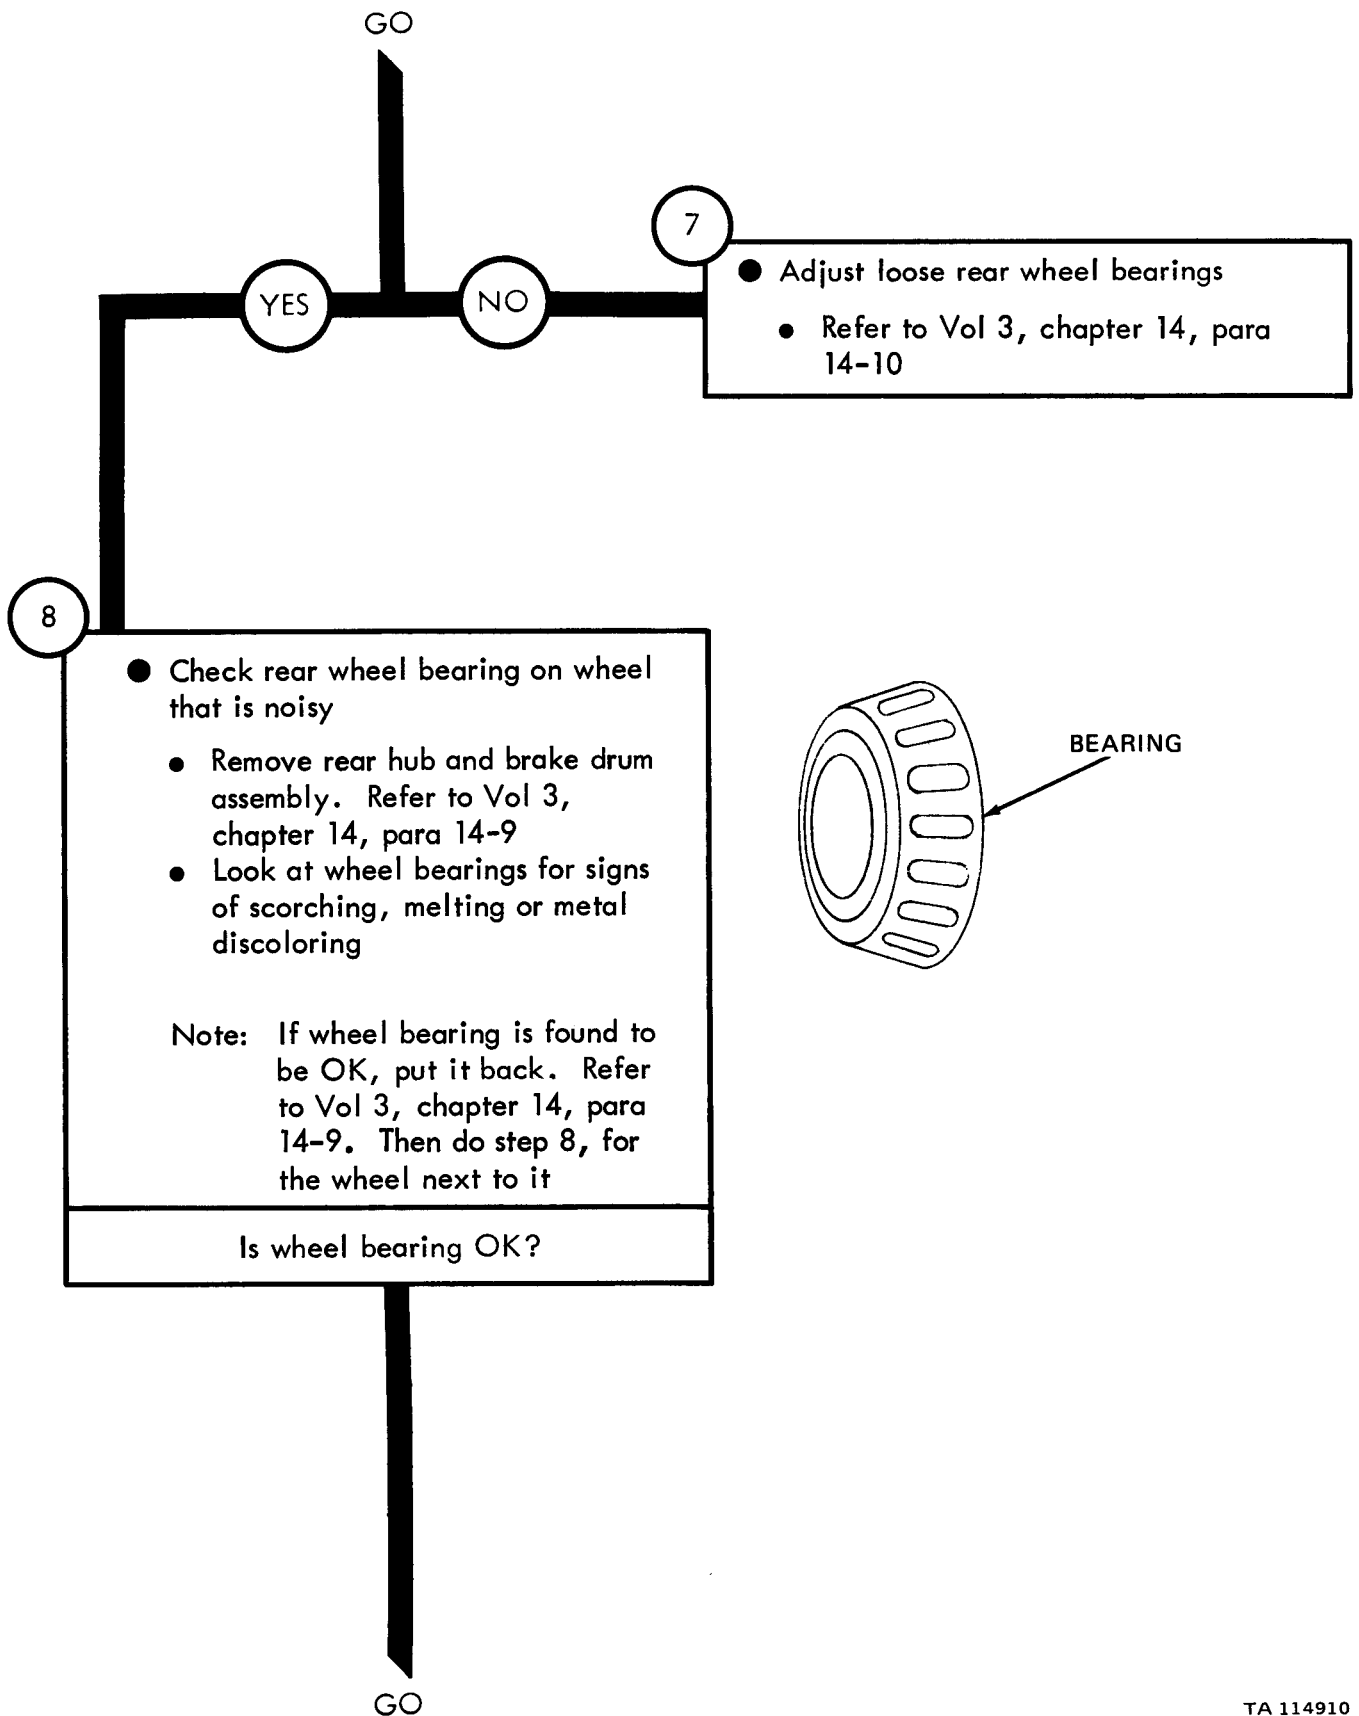 GO
YES
NO
7
● Adjust loose rear wheel bearings
● Refer to Vol 3, chapter 14, para
14-10
8
● Check rear wheel bearing on wheel
that is noisy
● Remove rear hub and brake drum
assembly. Refer to Vol 3,
chapter 14, para 14-9
● Look at wheel bearings for signs
of scorching, melting or metal
discoloring
Note: If wheel bearing is found to
be OK, put it back. Refer
to Vol 3, chapter 14, para
14-9. Then do step 8, for
the wheel next to it
Is wheel bearing OK?
BEARING
GO
TA 114910